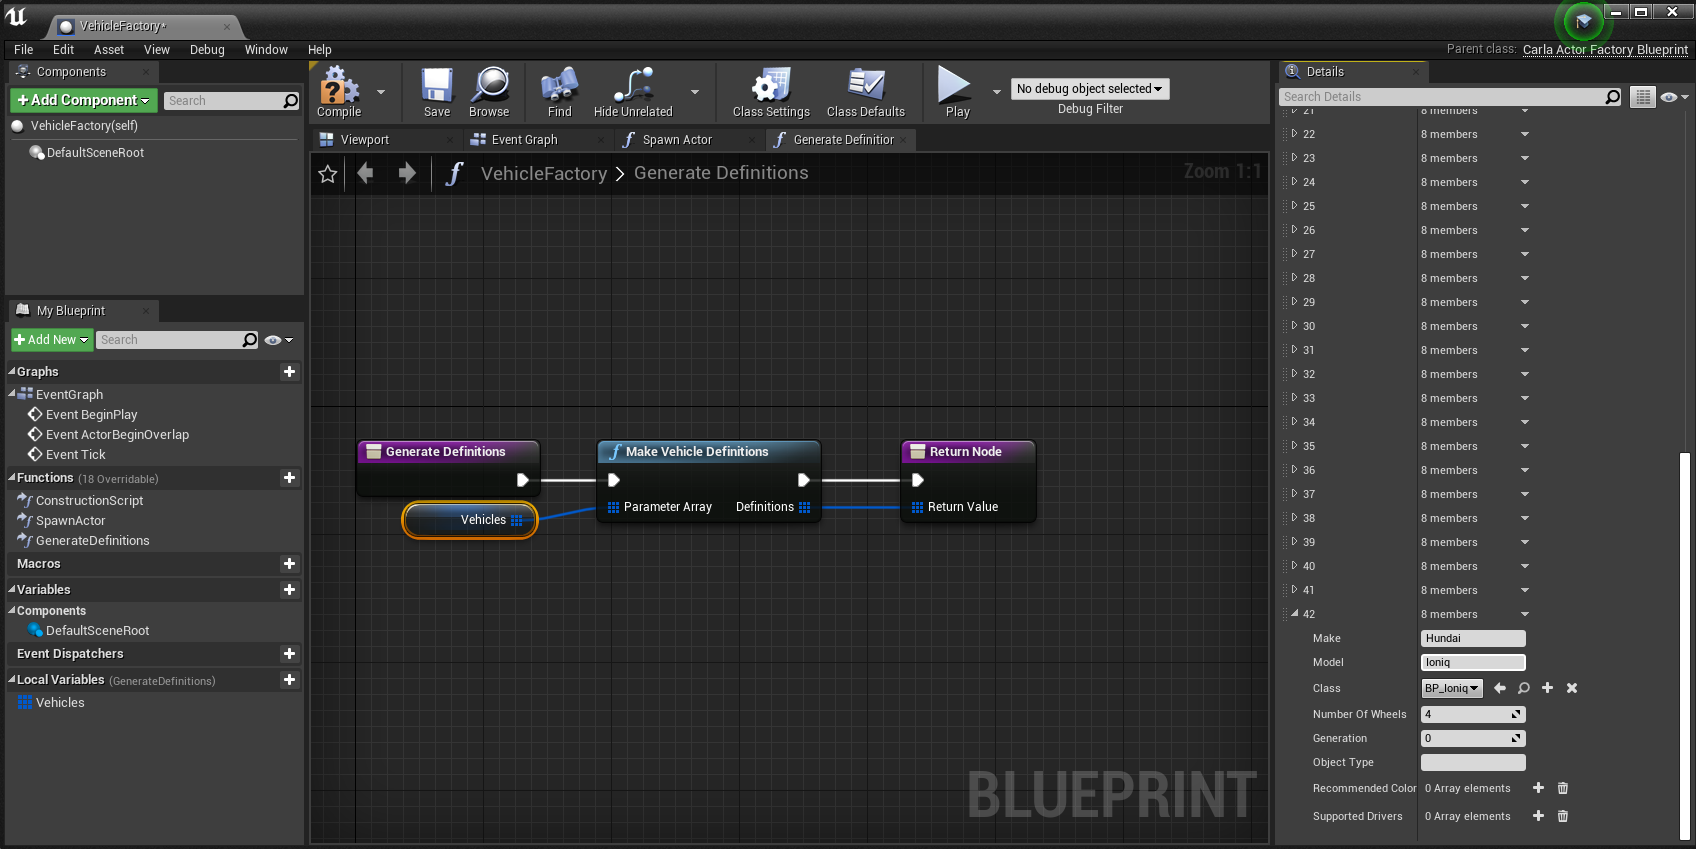 VehicleFactory*
File Edit Asset View Debug Window Help
Parent class: Carla Actor Factory Blueprint
Components
+Add Component
Search
VehicleFactory(self)
DefaultSceneRoot
My Blueprint
Add New
Search
Graphs
EventGraph
Event BeginPlay
Event ActorBeginOverlap
Event Tick
Functions (18 Overridable)
ConstructionScript
SpawnActor
GenerateDefinitions
Macros
Variables
Components
DefaultSceneRoot
Event Dispatchers
Local Variables (GenerateDefinitions)
Vehicles
Compile
Save
Browse
Find
Hide Unrelated
Class Settings
Class Defaults
Play
No debug object selected
Debug Filter
Viewport
Event Graph
Spawn Actor
Generate Definitior
VehicleFactory > Generate Definitions
Zoom 1:1
Generate Definitions
Vehicles
Make Vehicle Definitions
Parameter Array
Definitions
Return Node
Return Value
BLUEPRINT
Details
Search Details
21 8 members
22 8 members
23 8 members
24 8 members
25 8 members
26 8 members
27 8 members
28 8 members
29 8 members
30 8 members
31 8 members
32 8 members
33 8 members
34 8 members
35 8 members
36 8 members
37 8 members
38 8 members
39 8 members
40 8 members
41 8 members
42 8 members
Make Hundai
Model Ioniq
Class BP_Ioniq
Number Of Wheels 4
Generation 0
Object Type
Recommended Color 0 Array elements
Supported Drivers 0 Array elements